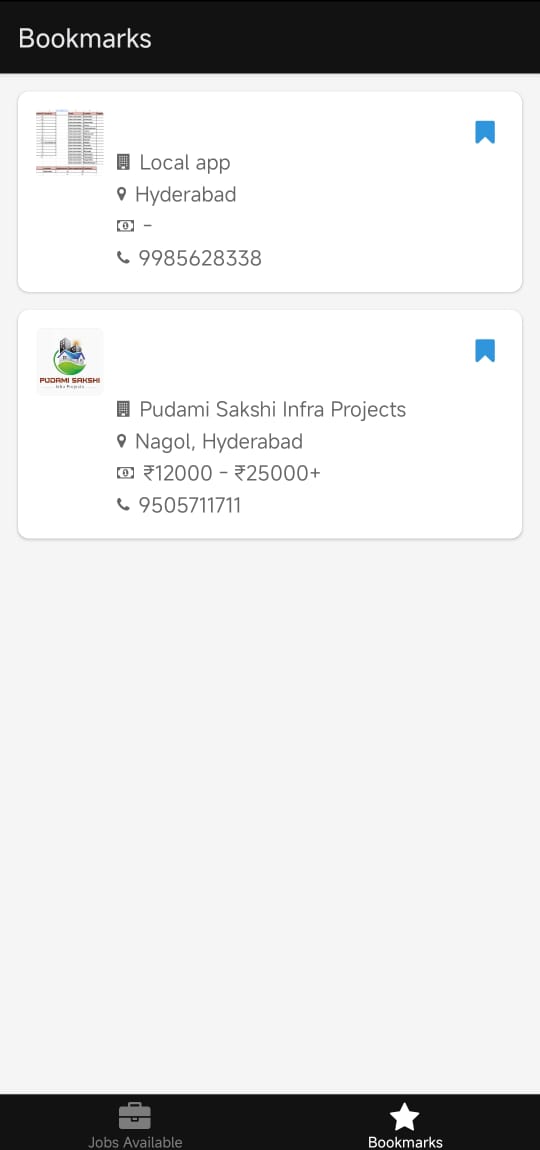 Bookmarks
Local app
Hyderabad
-
9985628338
PUDAMI SAKSHI
Infra Projects
Pudami Sakshi Infra Projects
Nagol, Hyderabad
₹12000 - ₹25000+
9505711711
Jobs Available
Bookmarks